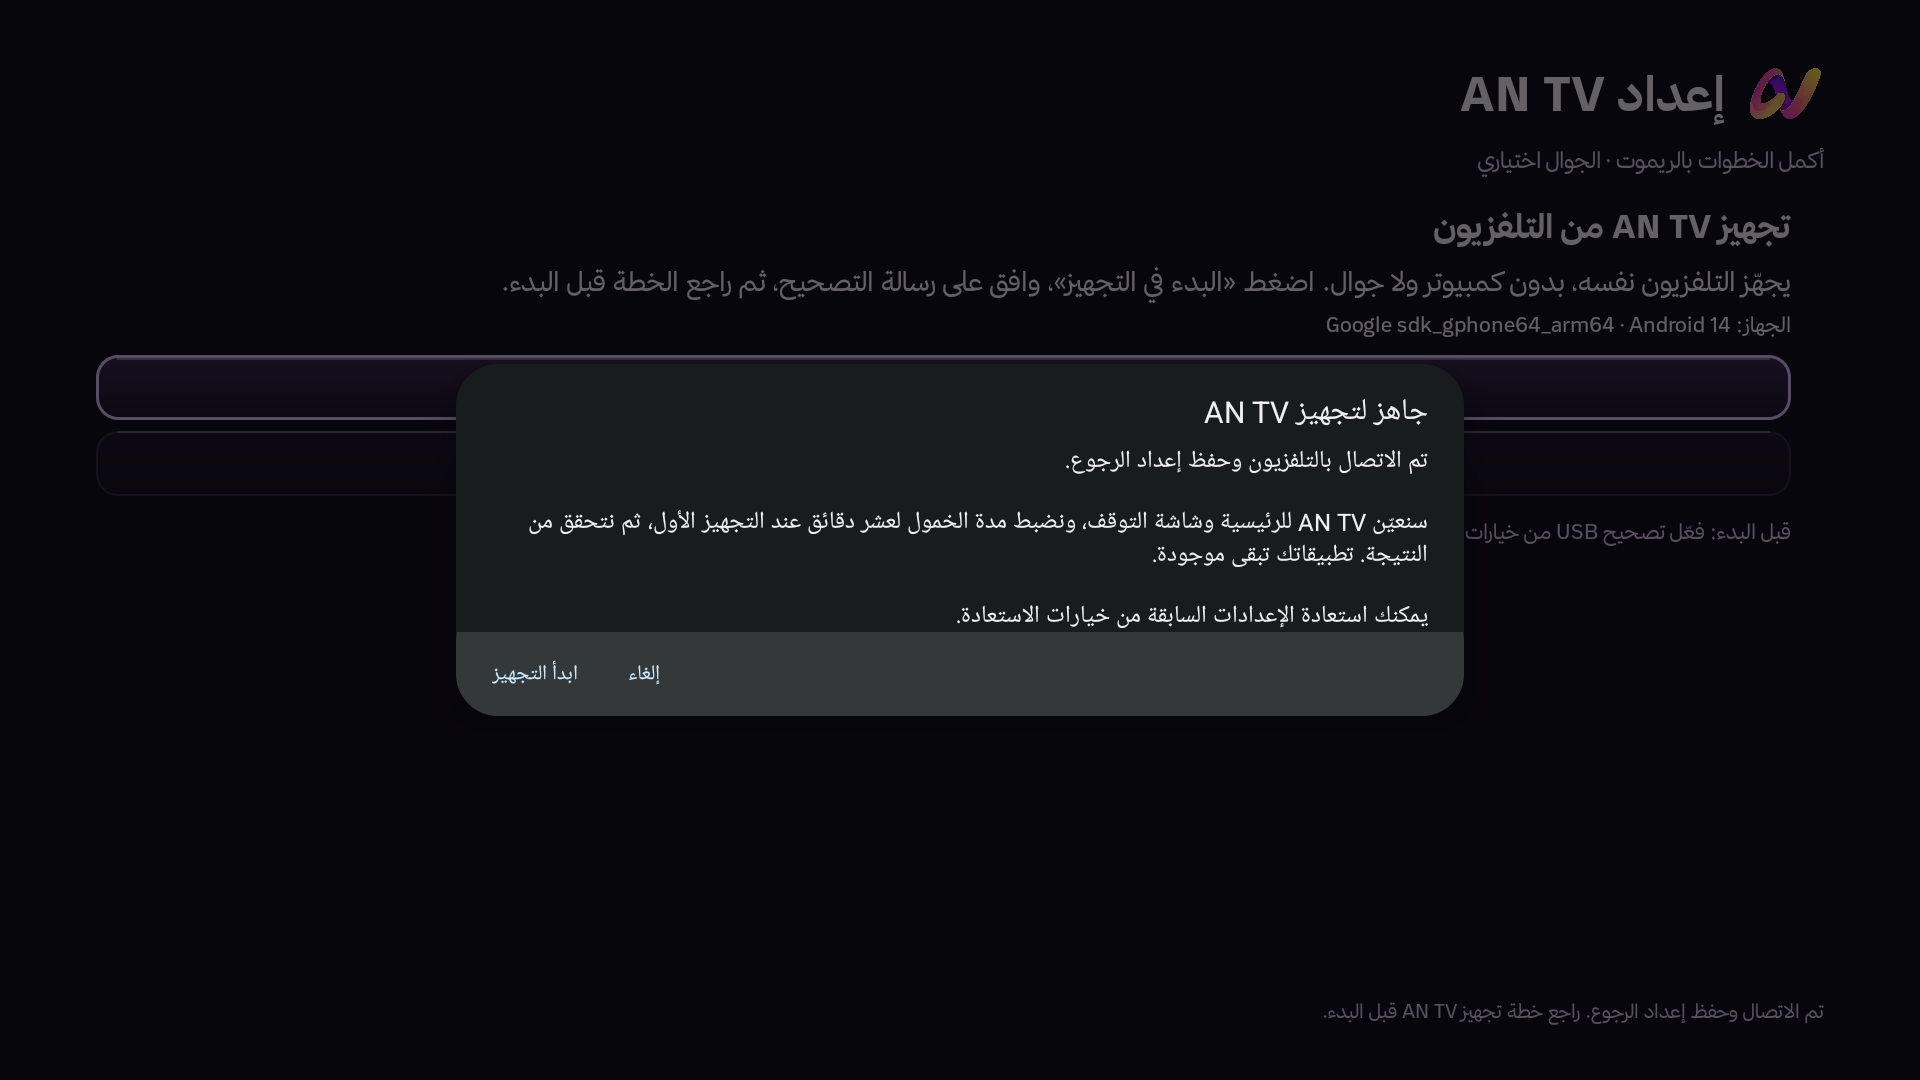 إعداد AN TV
أكمل الخطوات بالريموت · الجوال اختياري
تجهيز AN TV من التلفزيون
يجهّز التلفزيون نفسه، بدون كمبيوتر ولا جوال. اضغط «البدء في التجهيز»، وافق على رسالة التصحيح، ثم راجع الخطة قبل البدء.
الجهاز: Google sdk_gphone64_arm64 · Android 14
قبل البدء: فعّل تصحيح USB من خيارات
جاهز لتجهيز AN TV
تم الاتصال بالتلفزيون وحفظ إعداد الرجوع.
سنعيّن AN TV للرئيسية وشاشة التوقف، ونضبط مدة الخمول لعشر دقائق عند التجهيز الأول، ثم نتحقق من
النتيجة. تطبيقاتك تبقى موجودة.
يمكنك استعادة الإعدادات السابقة من خيارات الاستعادة.
إلغاء
ابدأ التجهيز
تم الاتصال وحفظ إعداد الرجوع. راجع خطة تجهيز AN TV قبل البدء.